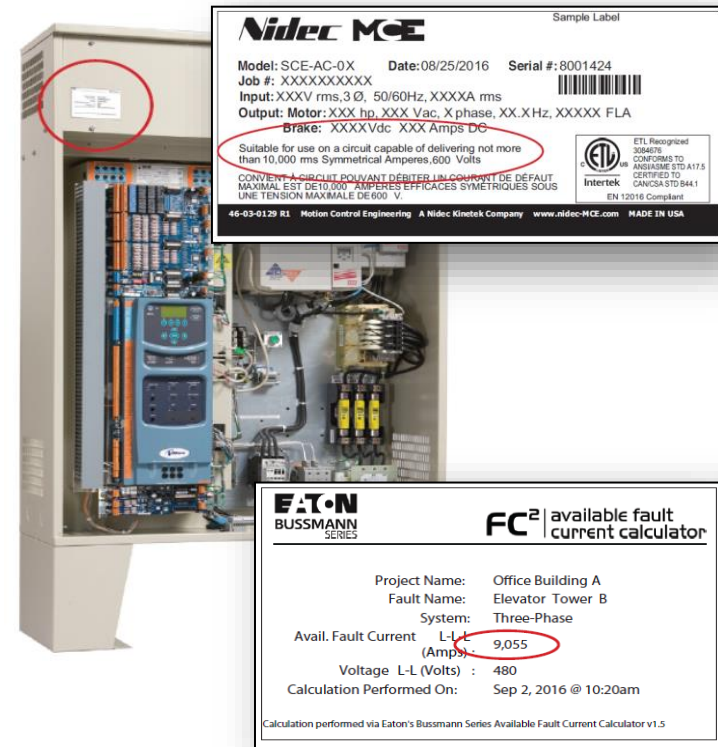 Sample Label
Nidec MCE
Model: SCE-AC-0X Date: 08/25/2016 Serial #: 8001424
Job #: XXXXXXXXXX
Input: XXXV rms, 3 Ø, 50/60Hz, XXXXA rms
Output: Motor: XXX hp, XXX Vac, X phase, XX.X Hz, XXXXX FLA
Brake: XXXXVdc XXX Amps DC
Suitable for use on a circuit capable of delivering not more
than 10,000 rms Symmetrical Amperes, 600 Volts
CONVIENT À CIRCUIT POUVANT DÉBITER UN COURANT DE DÉFAUT
MAXIMAL EST DE10,000 AMPERES EFFICACES SYMÉTRIQUES SOUS
UNE TENSION MAXIMALE DE 600 V.
C ETL US
Intertek
ETL Recognized
3084676
CONFORMS TO
ANSI/ASME STD A17.5
CERTIFIED TO
CAN/CSA STD B44.1
EN 12016 Compliant
46-03-0129 R1 Motion Control Engineering A Nidec Kinetek Company www.nidec-MCE.com MADE IN USA
EATON
BUSSMANN
SERIES
FC² available fault
current calculator
Project Name: Office Building A
Fault Name: Elevator Tower B
System: Three-Phase
Avail. Fault Current L-L-L
(Amps) : 9,055
Voltage L-L (Volts) : 480
Calculation Performed On: Sep 2, 2016 @ 10:20am
Calculation performed via Eaton's Bussmann Series Available Fault Current Calculator v1.5